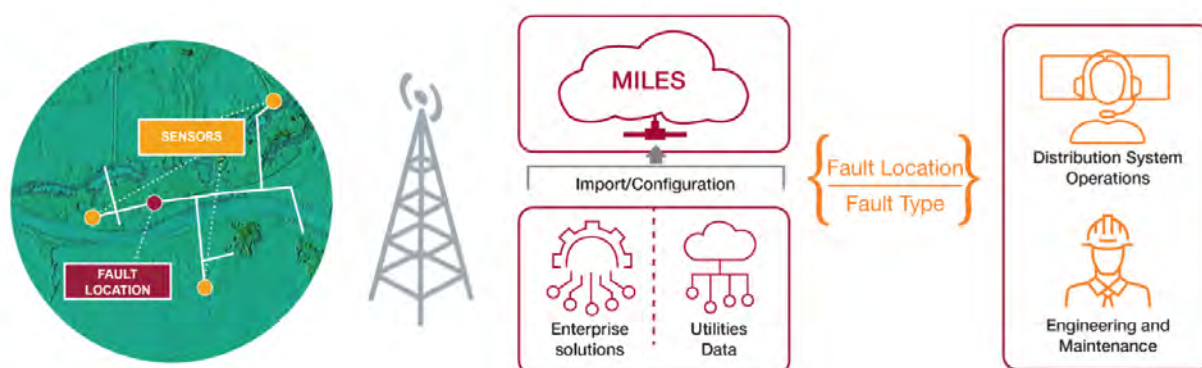 SENSORS
FAULT
LOCATION
MILES
Import/Configuration
Enterprise
solutions
Utilities
Data
Fault Location
Fault Type
Distribution System
Operations
Engineering and
Maintenance